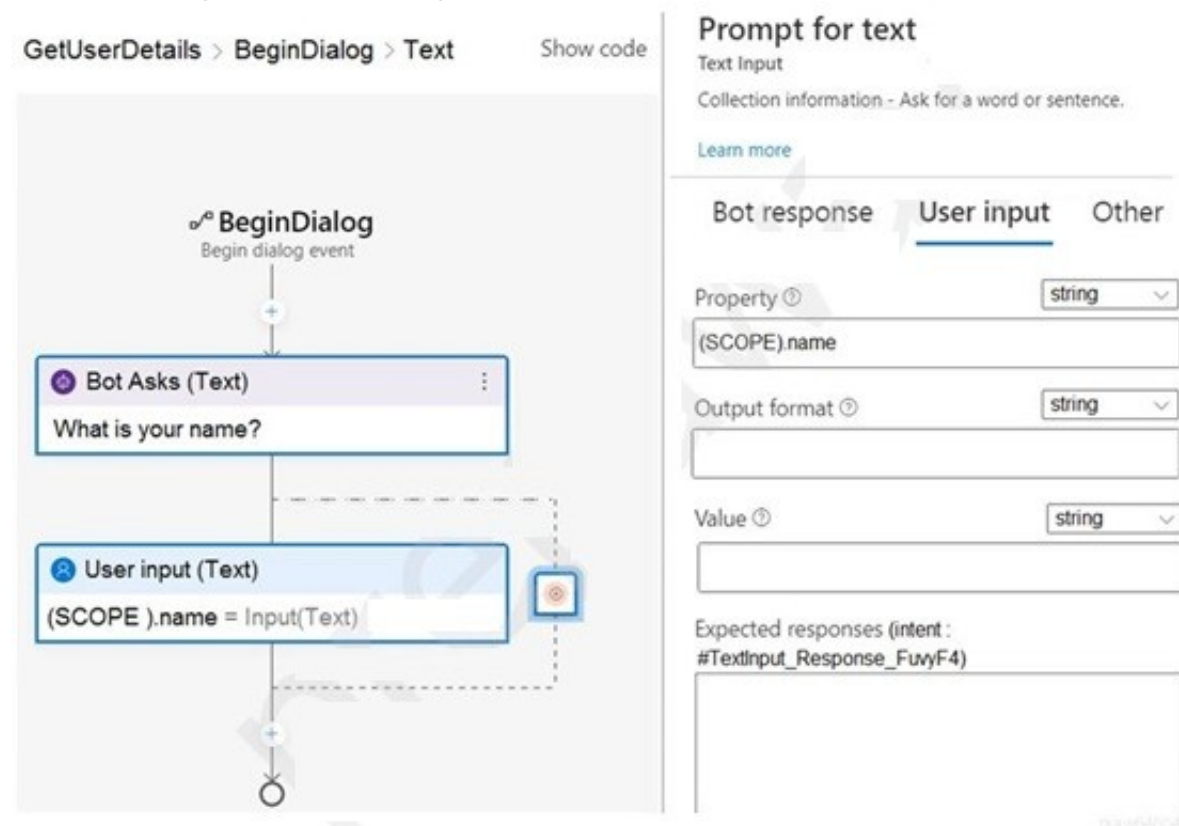 GetUserDetails > BeginDialog > Text
Show code
BeginDialog
Begin dialog event
Bot Asks (Text)
What is your name?
User input (Text)
(SCOPE ).name = Input(Text)
Prompt for text
Text Input
Collection information - Ask for a word or sentence.
Learn more
Bot response User input Other
Property string
(SCOPE).name
Output format string
Value string
Expected responses (intent :
#TextInput_Response_FuvyF4)